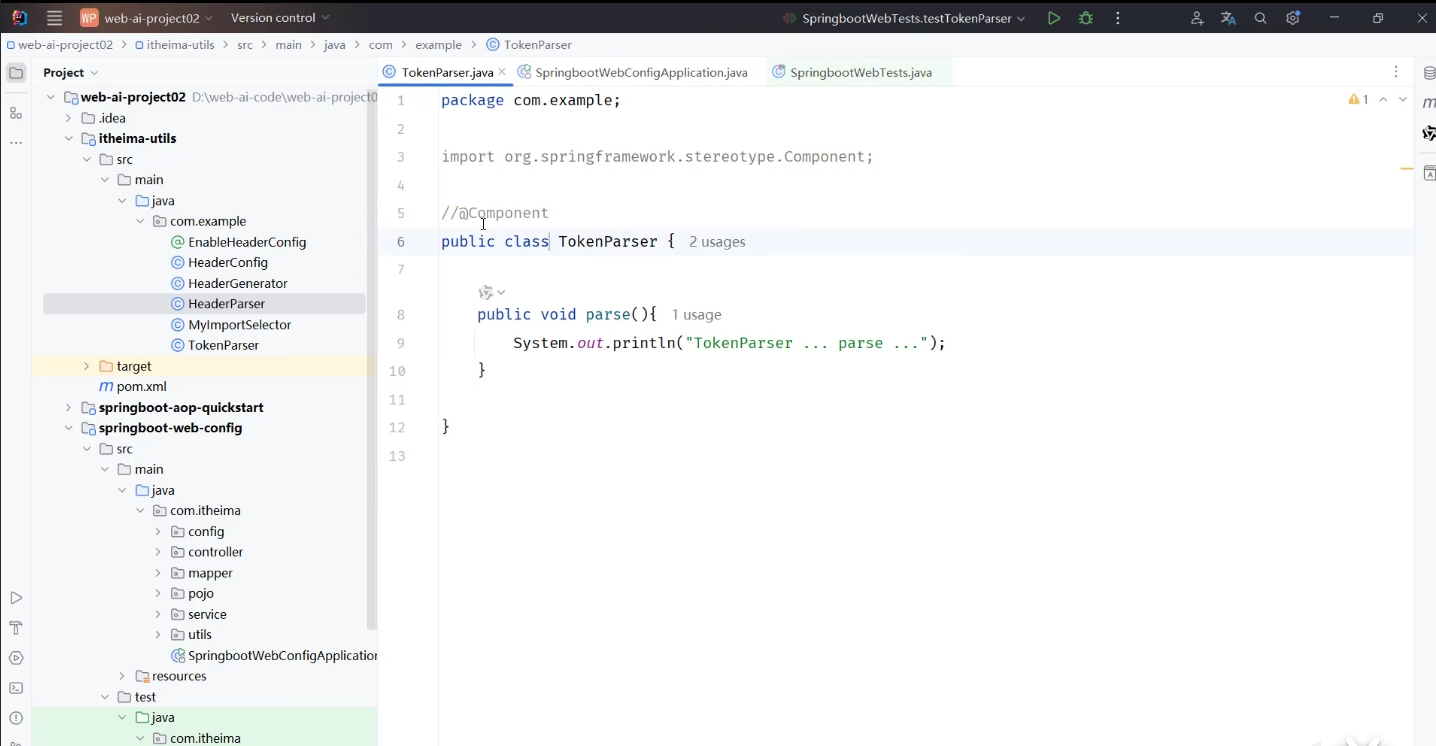 WP web-ai-project02 Version control SpringbootWebTests.testTokenParser
web-ai-project02 > itheima-utils > src > main > java > com > example > TokenParser
Project
TokenParser.java
SpringbootWebConfigApplication.java
SpringbootWebTests.java
web-ai-project02 D:\web-ai-code\web-ai-project0
.idea
itheima-utils
src
main
java
com.example
EnableHeaderConfig
HeaderConfig
HeaderGenerator
HeaderParser
MyImportSelector
TokenParser
target
pom.xml
springboot-aop-quickstart
springboot-web-config
src
main
java
com.itheima
config
controller
mapper
pojo
service
utils
SpringbootWebConfigApplication
resources
test
java
com.itheima
1 package com.example;
2
3 import org.springframework.stereotype.Component;
4
5 //@Component
6 public class TokenParser { 2 usages
7
8 public void parse(){ 1 usage
9 System.out.println("TokenParser ... parse ...");
10 }
11
12 }
13
1